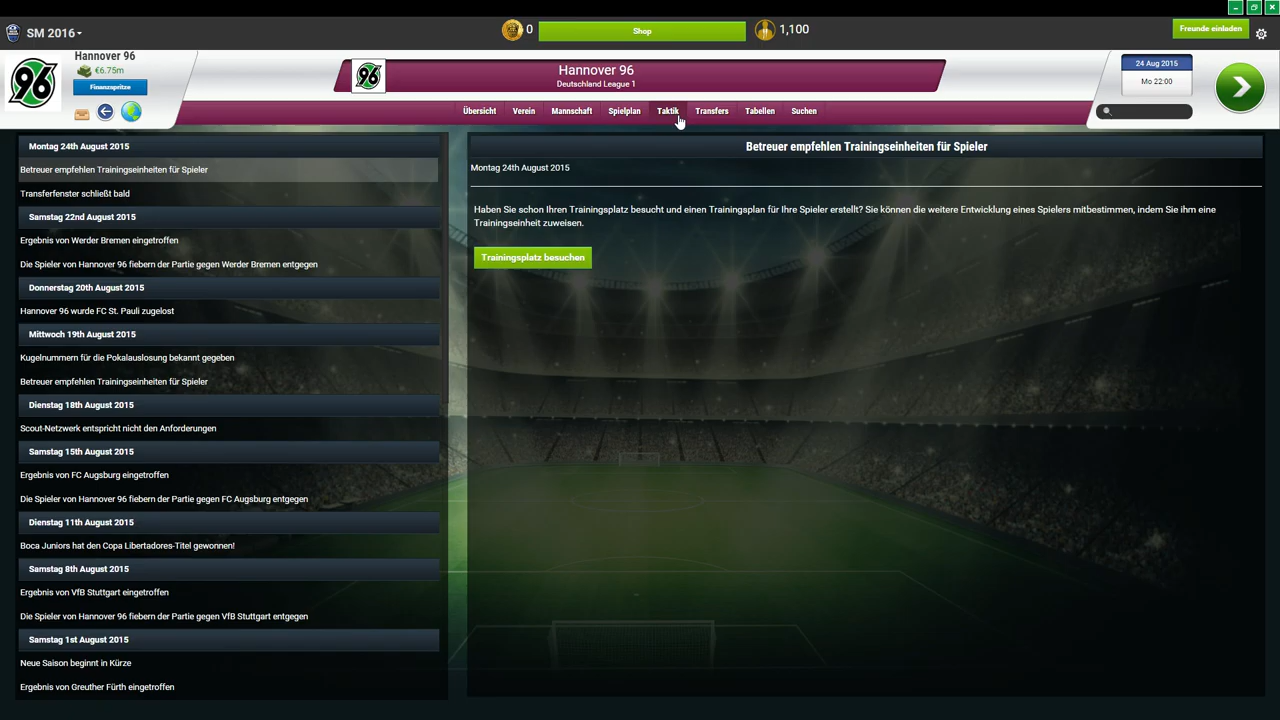 SM 2016
0
Shop
1,100
Freunde einladen
Hannover 96
€6.75m
Finanzspritze
96
96
Hannover 96
Deutschland League 1
24 Aug 2015
Mo 22:00
Übersicht Verein Mannschaft Spielplan Taktik Transfers Tabellen Suchen
Montag 24th August 2015
Betreuer empfehlen Trainingseinheiten für Spieler
Transferfenster schließt bald
Samstag 22nd August 2015
Ergebnis von Werder Bremen eingetroffen
Die Spieler von Hannover 96 fiebern der Partie gegen Werder Bremen entgegen
Donnerstag 20th August 2015
Hannover 96 wurde FC St. Pauli zugelost
Mittwoch 19th August 2015
Kugelnummern für die Pokalauslosung bekannt gegeben
Betreuer empfehlen Trainingseinheiten für Spieler
Dienstag 18th August 2015
Scout-Netzwerk entspricht nicht den Anforderungen
Samstag 15th August 2015
Ergebnis von FC Augsburg eingetroffen
Die Spieler von Hannover 96 fiebern der Partie gegen FC Augsburg entgegen
Dienstag 11th August 2015
Boca Juniors hat den Copa Libertadores-Titel gewonnen!
Samstag 8th August 2015
Ergebnis von VfB Stuttgart eingetroffen
Die Spieler von Hannover 96 fiebern der Partie gegen VfB Stuttgart entgegen
Samstag 1st August 2015
Neue Saison beginnt in Kürze
Ergebnis von Greuther Fürth eingetroffen
Betreuer empfehlen Trainingseinheiten für Spieler
Montag 24th August 2015
Haben Sie schon Ihren Trainingsplatz besucht und einen Trainingsplan für Ihre Spieler erstellt? Sie können die weitere Entwicklung eines Spielers mitbestimmen, indem Sie ihm eine
Trainingseinheit zuweisen.
Trainingsplatz besuchen